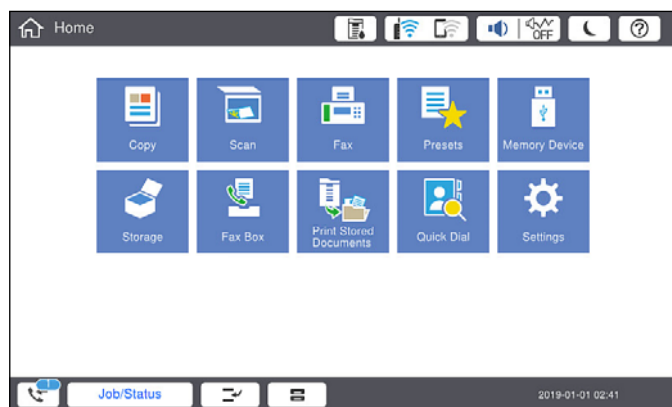 Home
OFF
Copy
Scan
Fax
Presets
Memory Device
Storage
Fax Box
Print Stored
Documents
Quick Dial
Settings
1
Job/Status
2019-01-01 02:41